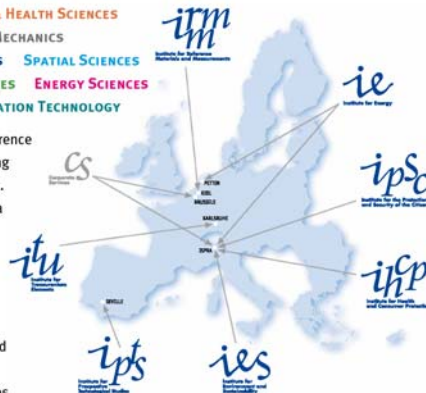 & HEALTH SCIENCES
MECHANICS
SPATIAL SCIENCES
ENERGY SCIENCES
ATION TECHNOLOGY
irmm
Institute for Reference
Materials and Measurements
ie
Institute for Energy
cs
Corporate
Services
PETTEN
GEEL
BRUSSELS
KARLSRUHE
ISPRA
SEVILLE
ipsc
Institute for the Protection
and Security of the Citizen
itu
Institute for
Transuranium
Elements
ihcp
Institute for Health
and Consumer Protection
ipts
Institute for
Prospective
Technological Studies
ies
Institute for
Environment and
Sustainability